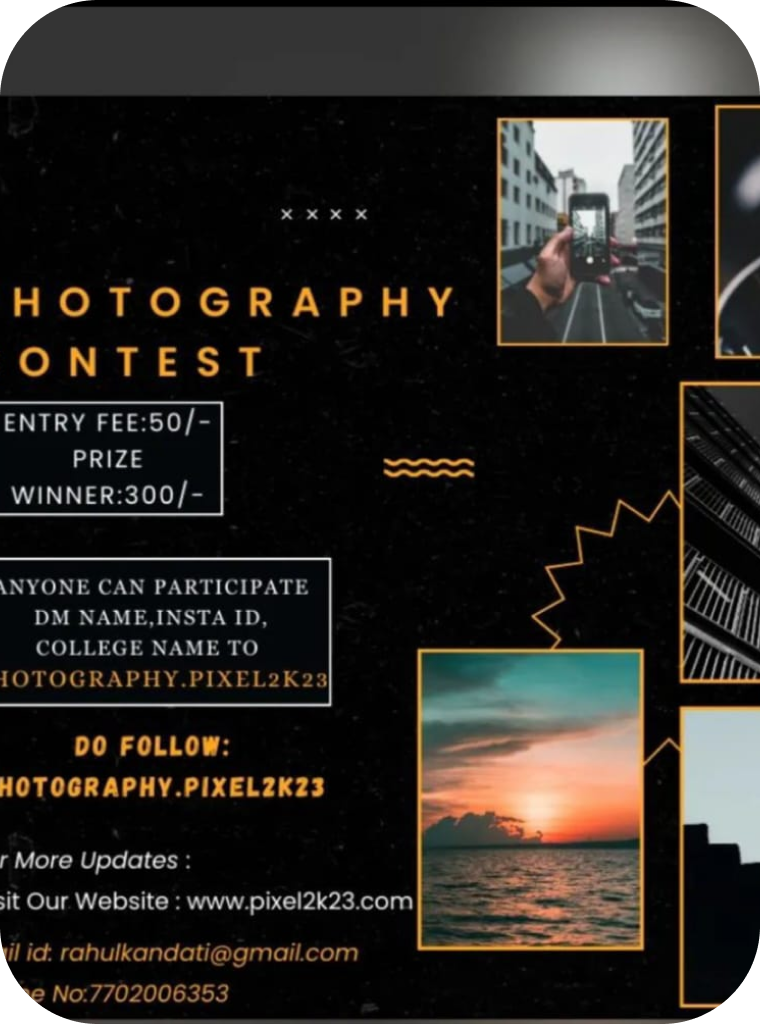 × × × ×
HOTOGRAPHY
ONTEST
ENTRY FEE:50/-
PRIZE
WINNER:300/-
ANYONE CAN PARTICIPATE
DM NAME,INSTA ID,
COLLEGE NAME TO
HOTOGRAPHY.PIXEL2K23
DO FOLLOW:
HOTOGRAPHY.PIXEL2K23
r More Updates :
sit Our Website : www.pixel2k23.com
il id: rahulkandati@gmail.com
e No:7702006353